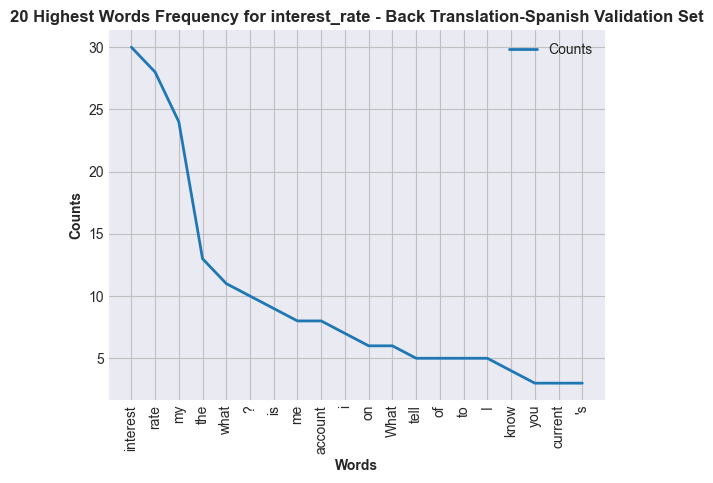 20 Highest Words Frequency for interest_rate - Back Translation-Spanish Validation Set
Counts
30
25
20
15
10
5
Counts
interest
rate
my
the
what
?
is
me
account
i
on
What
tell
of
to
I
know
you
current
's
Words